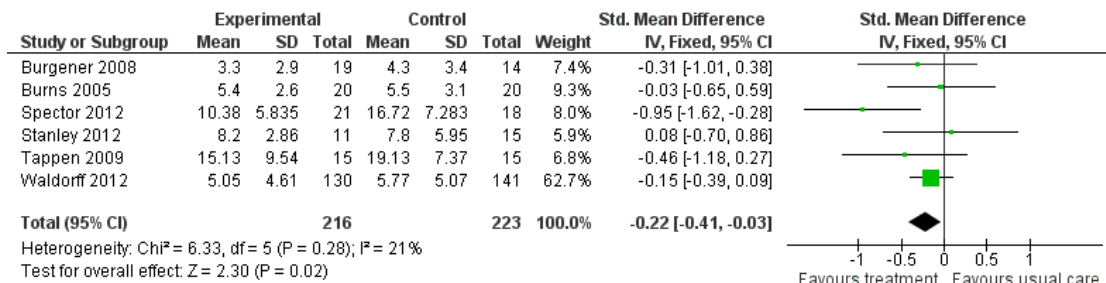 Experimental Control Std. Mean Difference Std. Mean Difference
Study or Subgroup Mean SD Total Mean SD Total Weight IV, Fixed, 95% CI IV, Fixed, 95% CI
Burgener 2008 3.3 2.9 19 4.3 3.4 14 7.4% -0.31 [-1.01, 0.38]
Burns 2005 5.4 2.6 20 5.5 3.1 20 9.3% -0.03 [-0.65, 0.59]
Spector 2012 10.38 5.835 21 16.72 7.283 18 8.0% -0.95 [-1.62, -0.28]
Stanley 2012 8.2 2.86 11 7.8 5.95 15 5.9% 0.08 [-0.70, 0.86]
Tappen 2009 15.13 9.54 15 19.13 7.37 15 6.8% -0.46 [-1.18, 0.27]
Waldorff 2012 5.05 4.61 130 5.77 5.07 141 62.7% -0.15 [-0.39, 0.09]
Total (95% CI) 216 223 100.0% -0.22 [-0.41, -0.03]
Heterogeneity: Chi² = 6.33, df = 5 (P = 0.28); I² = 21%
Test for overall effect: Z = 2.30 (P = 0.02)
-1 -0.5 0 0.5 1
Favours treatment Favours usual care